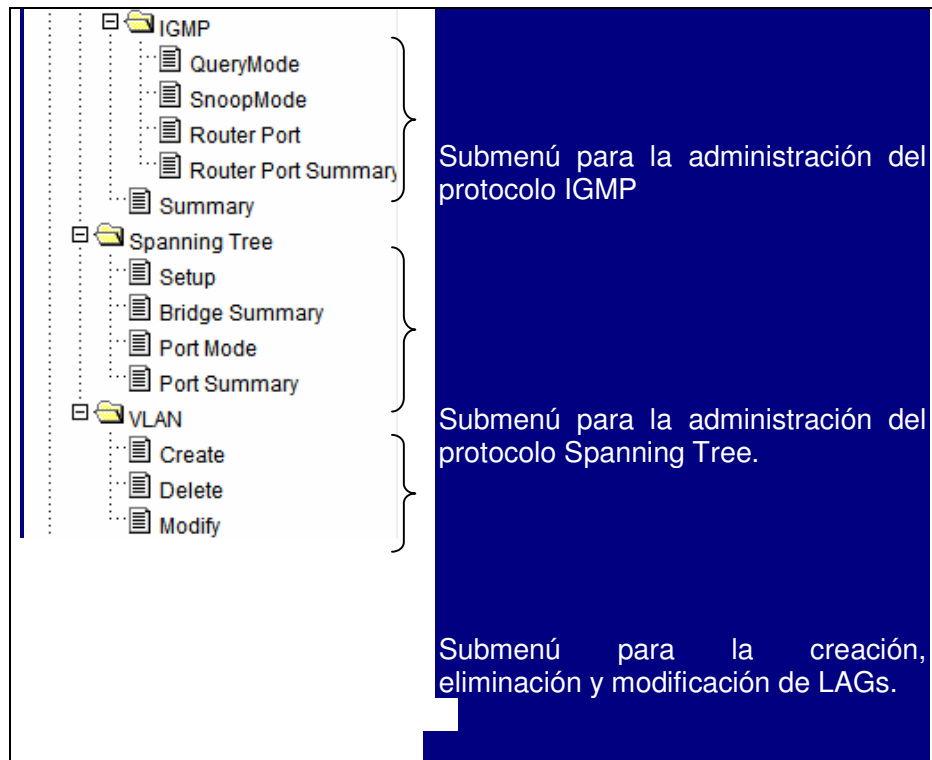 IGMP
QueryMode
SnoopMode
Router Port
Router Port Summary
Summary
Spanning Tree
Setup
Bridge Summary
Port Mode
Port Summary
VLAN
Create
Delete
Modify
Submenú para la administración del
protocolo IGMP
Submenú para la administración del
protocolo Spanning Tree.
Submenú para la creación,
eliminación y modificación de LAGs.